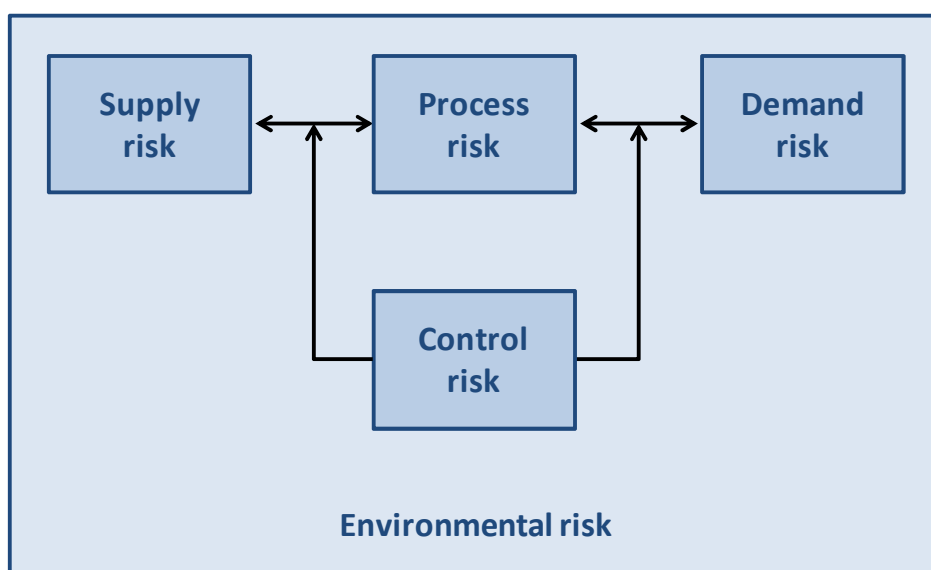 Supply
risk
Process
risk
Demand
risk
Control
risk
Environmental risk